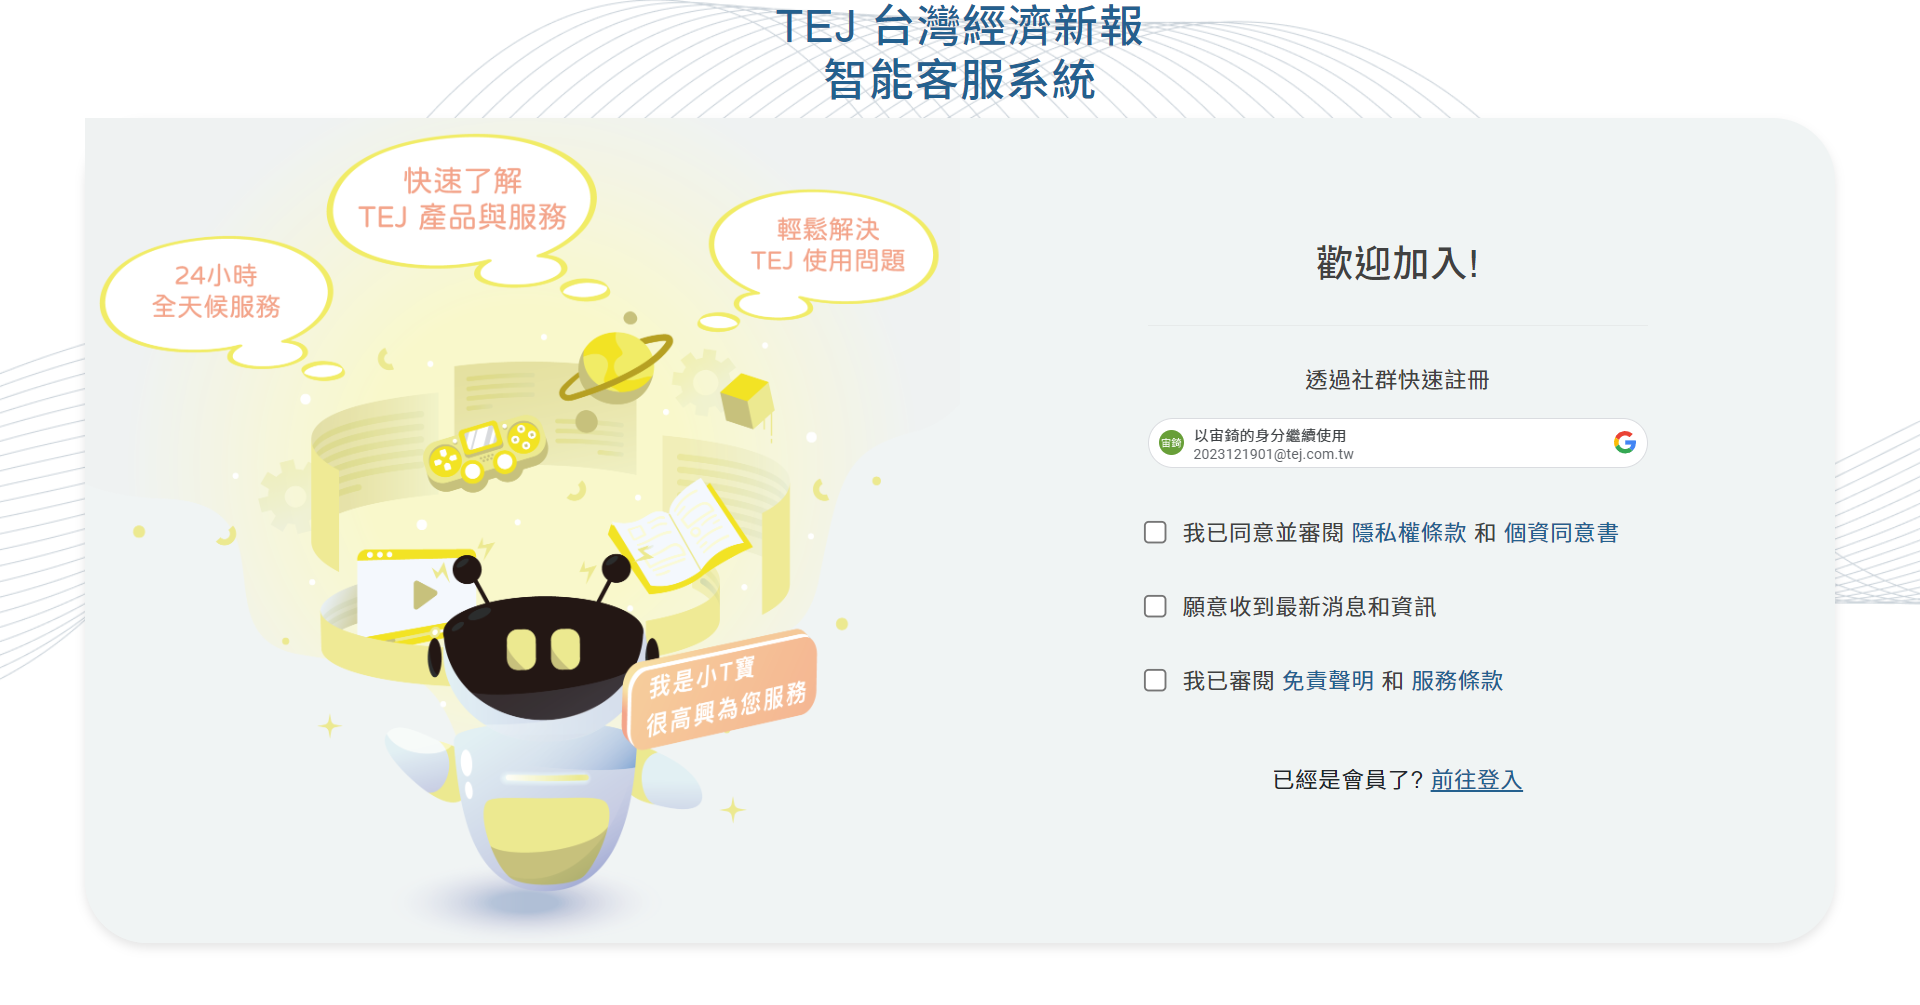 TEJ 台灣經濟新報
智能客服系統
快速了解
TEJ 產品與服務
輕鬆解決
TEJ 使用問題
24小時
全天候服務
我是小T寶
很高興為您服務
歡迎加入!
透過社群快速註冊
宙錡
以宙錡的身分繼續使用
2023121901@tej.com.tw
我已同意並審閱 隱私權條款 和 個資同意書
願意收到最新消息和資訊
我已審閱 免責聲明 和 服務條款
已經是會員了? 前往登入